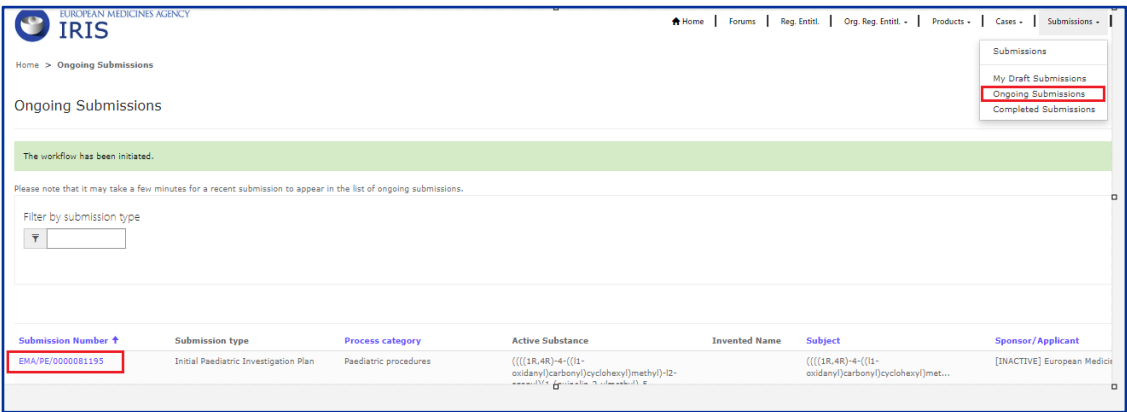 EUROPEAN MEDICINES AGENCY
IRIS
Home Forums Reg. Entitl. Org. Reg. Entitl. Products Cases Submissions
Submissions
My Draft Submissions
Ongoing Submissions
Completed Submissions
Home > Ongoing Submissions
Ongoing Submissions
The workflow has been initiated.
Please note that it may take a few minutes for a recent submission to appear in the list of ongoing submissions.
Filter by submission type
Submission Number ↑ Submission type Process category Active Substance Invented Name Subject Sponsor/Applicant
EMA/PE/0000081195 Initial Paediatric Investigation Plan Paediatric procedures ((((1R,4R)-4-((l1- ((((1R,4R)-4-((l1- [INACTIVE] European Medicin
oxidanyl)carbonyl)cyclohexyl)methyl)-l2- oxidanyl)carbonyl)cyclohexyl)met...